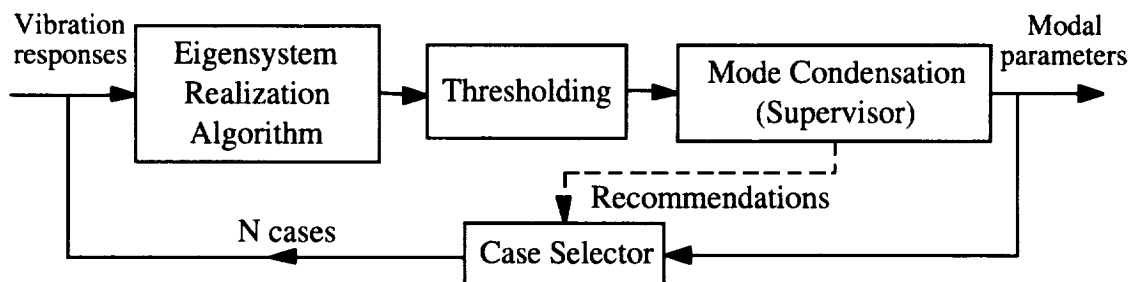 Vibration
responses
Eigensystem
Realization
Algorithm
Thresholding
Mode Condensation
(Supervisor)
Modal
parameters
Recommendations
N cases
Case Selector